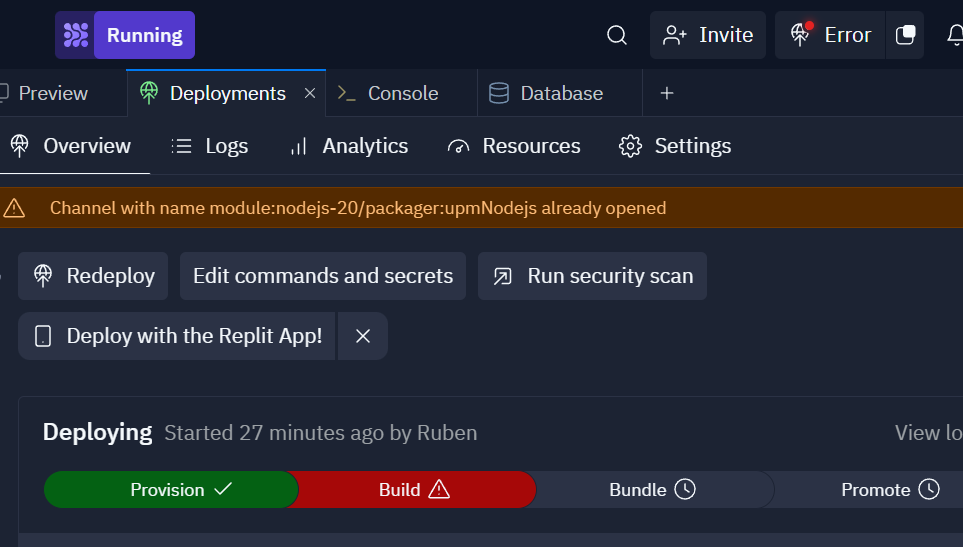 Running Invite Error
Preview Deployments Console Database
Overview Logs Analytics Resources Settings
Channel with name module:nodejs-20/packager:upmNodejs already opened
Redeploy Edit commands and secrets Run security scan
Deploy with the Replit App!
Deploying Started 27 minutes ago by Ruben View lo
Provision Build Bundle Promote